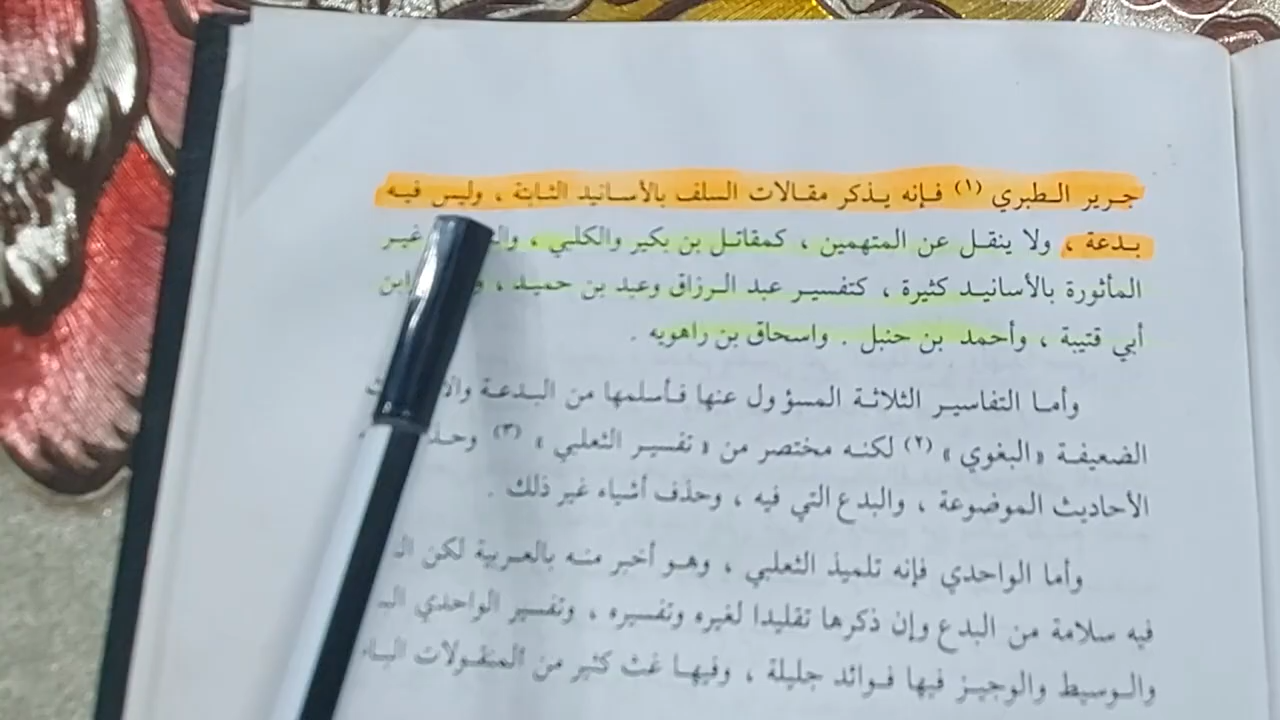 جرير الطبري (١) فإنه يذكر مقالات السلف بالأسانيد الثابتة ، وليس فيه
بدعة ، ولا ينقل عن المتهمين ، كمقاتل بن بكير والكلبي ، غير
المأثورة بالأسانيد كثيرة ، كتفسير عبد الرزاق وعبد بن حميد ، ابن
أبي قتيبة ، وأحمد بن حنبل . واسحاق بن راهويه .
وأما التفاسير الثلاثة المسؤول عنها فأسلمها من البدعة
الضعيفة «البغوي» (٢) لكنه مختصر من « تفسير الثعلبي » (٣)
الأحاديث الموضوعة ، والبدع التي فيه ، وحذف أشياء غير ذلك .
وأما الواحدي فإنه تلميذ الثعلبي ، وهو أخبر منه بالعربية لكن
فيه سلامة من البدع وإن ذكرها تقليدا لغيره وتفسيره ، وتفسير الواحدي
والوسيط والوجيز فيها فوائد جليلة ، وفيها غث كثير من المنقولات